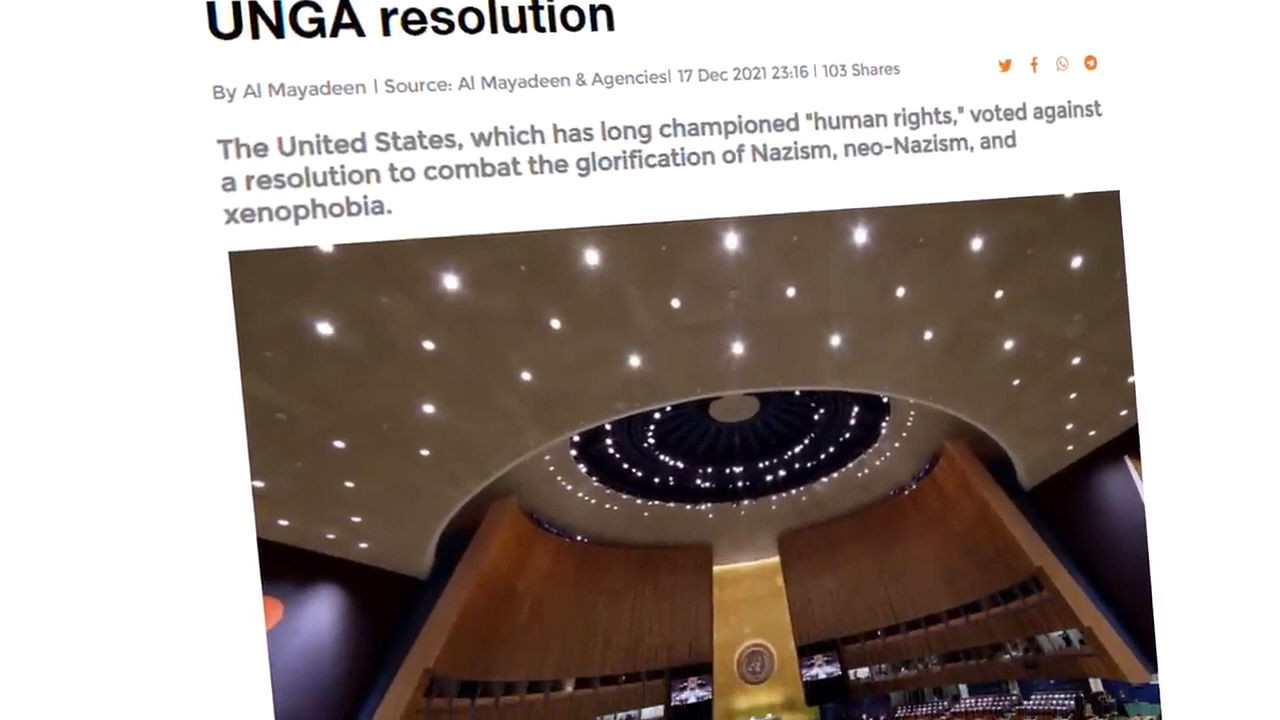 UNGA resolution
By Al Mayadeen | Source: Al Mayadeen & Agencies| 17 Dec 2021 23:16 | 103 Shares
The United States, which has long championed "human rights," voted against
a resolution to combat the glorification of Nazism, neo-Nazism, and
xenophobia.